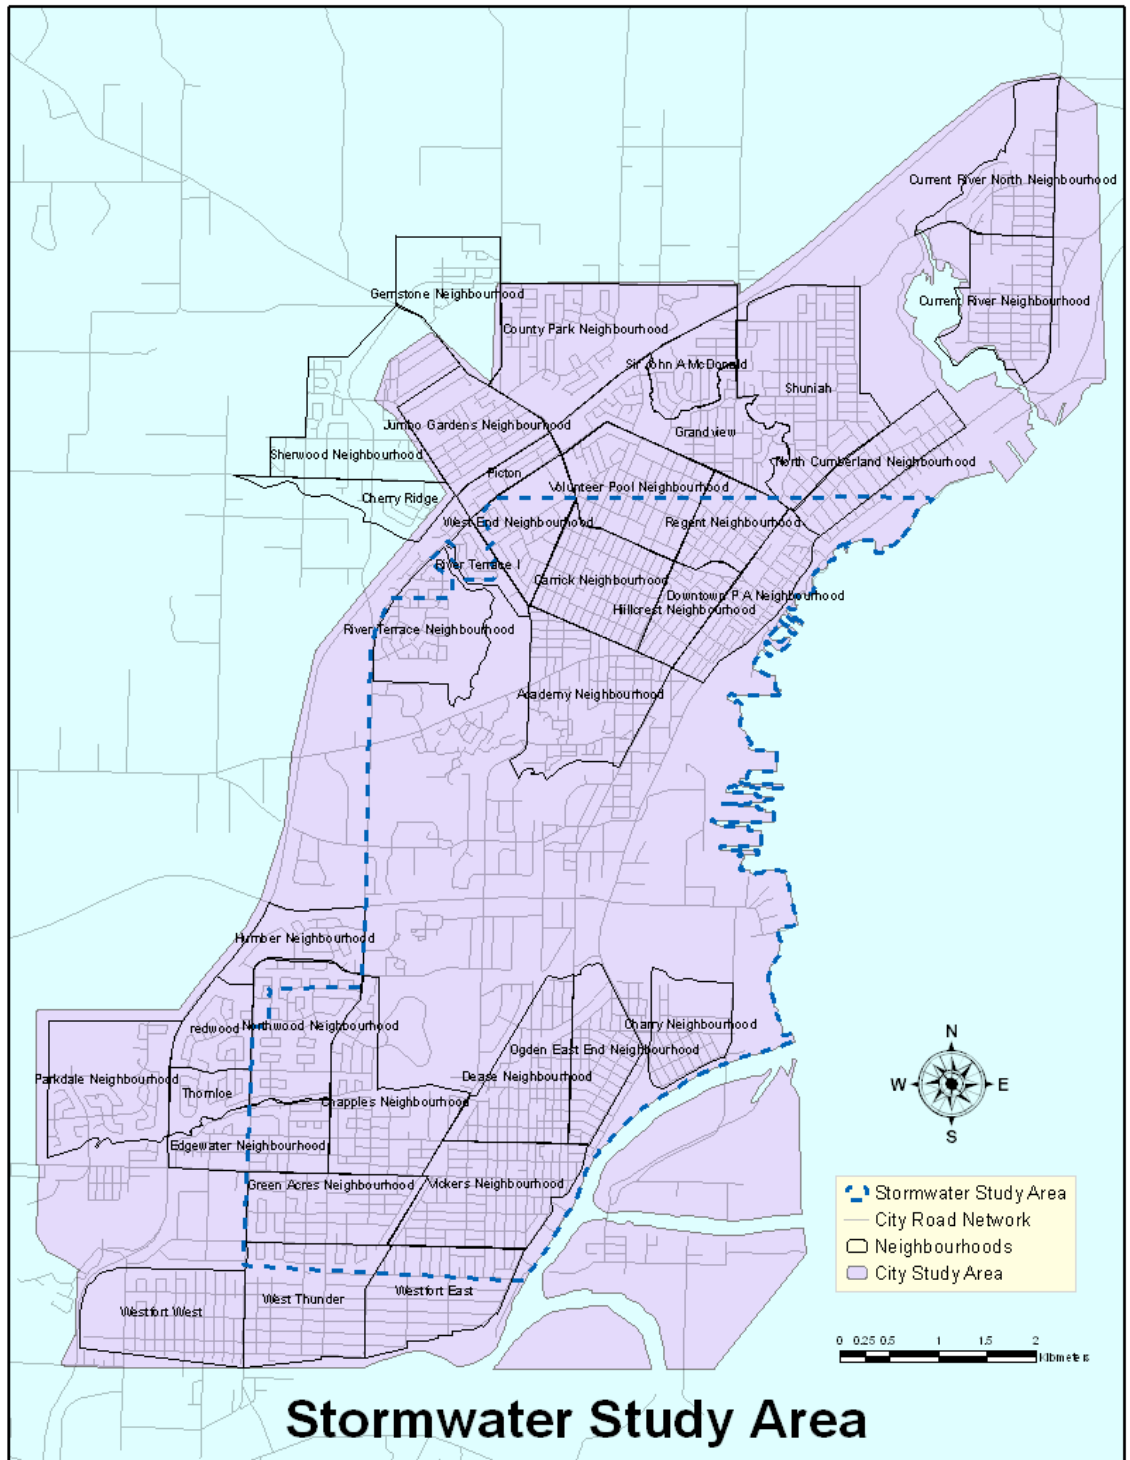 Current River North Neighbourhood
Gemstone Neighbourhood
Current River Neighbourhood
County Park Neighbourhood
Sir John A McDonald
Shuniah
Jumbo Gardens Neighbourhood
Grandview
Sherwood Neighbourhood
North Cumberland Neighbourhood
Picton
Volunteer Pool Neighbourhood
Cherry Ridge
West End Neighbourhood
Regent Neighbourhood
River Terrace I
Carrick Neighbourhood
Downtown P A Neighbourhood
Hillcrest Neighbourhood
River Terrace Neighbourhood
Academy Neighbourhood
Humber Neighbourhood
redwood
Northwood Neighbourhood
Charry Neighbourhood
Ogden East End Neighbourhood
Parkdale Neighbourhood
Dease Neighbourhood
Thornloe
Chapples Neighbourhood
Edgewater Neighbourhood
Green Acres Neighbourhood
Vickers Neighbourhood
Westfort East
West Thunder
Westfort West
N
W E
S
Stormwater Study Area
City Road Network
Neighbourhoods
City Study Area
0 0.25 0.5 1 1.5 2
Kilometers
Stormwater Study Area